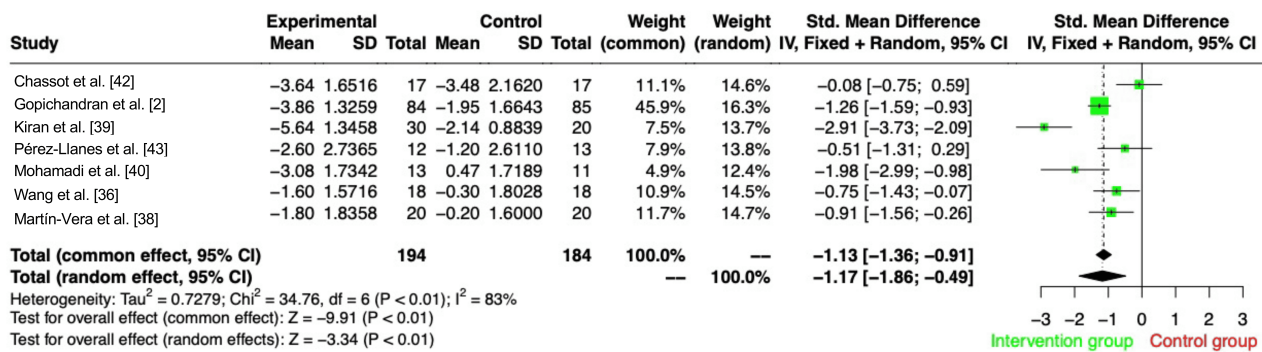 Experimental Control Weight Weight Std. Mean Difference Std. Mean Difference
Study Mean SD Total Mean SD Total (common) (random) IV, Fixed + Random, 95% CI IV, Fixed + Random, 95% CI
Chassot et al. [42] −3.64 1.6516 17 −3.48 2.1620 17 11.1% 14.6% −0.08 [−0.75; 0.59]
Gopichandran et al. [2] −3.86 1.3259 84 −1.95 1.6643 85 45.9% 16.3% −1.26 [−1.59; −0.93]
Kiran et al. [39] −5.64 1.3458 30 −2.14 0.8839 20 7.5% 13.7% −2.91 [−3.73; −2.09]
Pérez-Llanes et al. [43] −2.60 2.7365 12 −1.20 2.6110 13 7.9% 13.8% −0.51 [−1.31; 0.29]
Mohamadi et al. [40] −3.08 1.7342 13 0.47 1.7189 11 4.9% 12.4% −1.98 [−2.99; −0.98]
Wang et al. [36] −1.60 1.5716 18 −0.30 1.8028 18 10.9% 14.5% −0.75 [−1.43; −0.07]
Martín-Vera et al. [38] −1.80 1.8358 20 −0.20 1.6000 20 11.7% 14.7% −0.91 [−1.56; −0.26]
Total (common effect, 95% CI) 194 184 100.0% −− −1.13 [−1.36; −0.91]
Total (random effect, 95% CI) −− 100.0% −1.17 [−1.86; −0.49]
Heterogeneity: Tau² = 0.7279; Chi² = 34.76, df = 6 (P < 0.01); I² = 83%
Test for overall effect (common effect): Z = −9.91 (P < 0.01)
Test for overall effect (random effects): Z = −3.34 (P < 0.01)
−3 −2 −1 0 1 2 3
Intervention group Control group